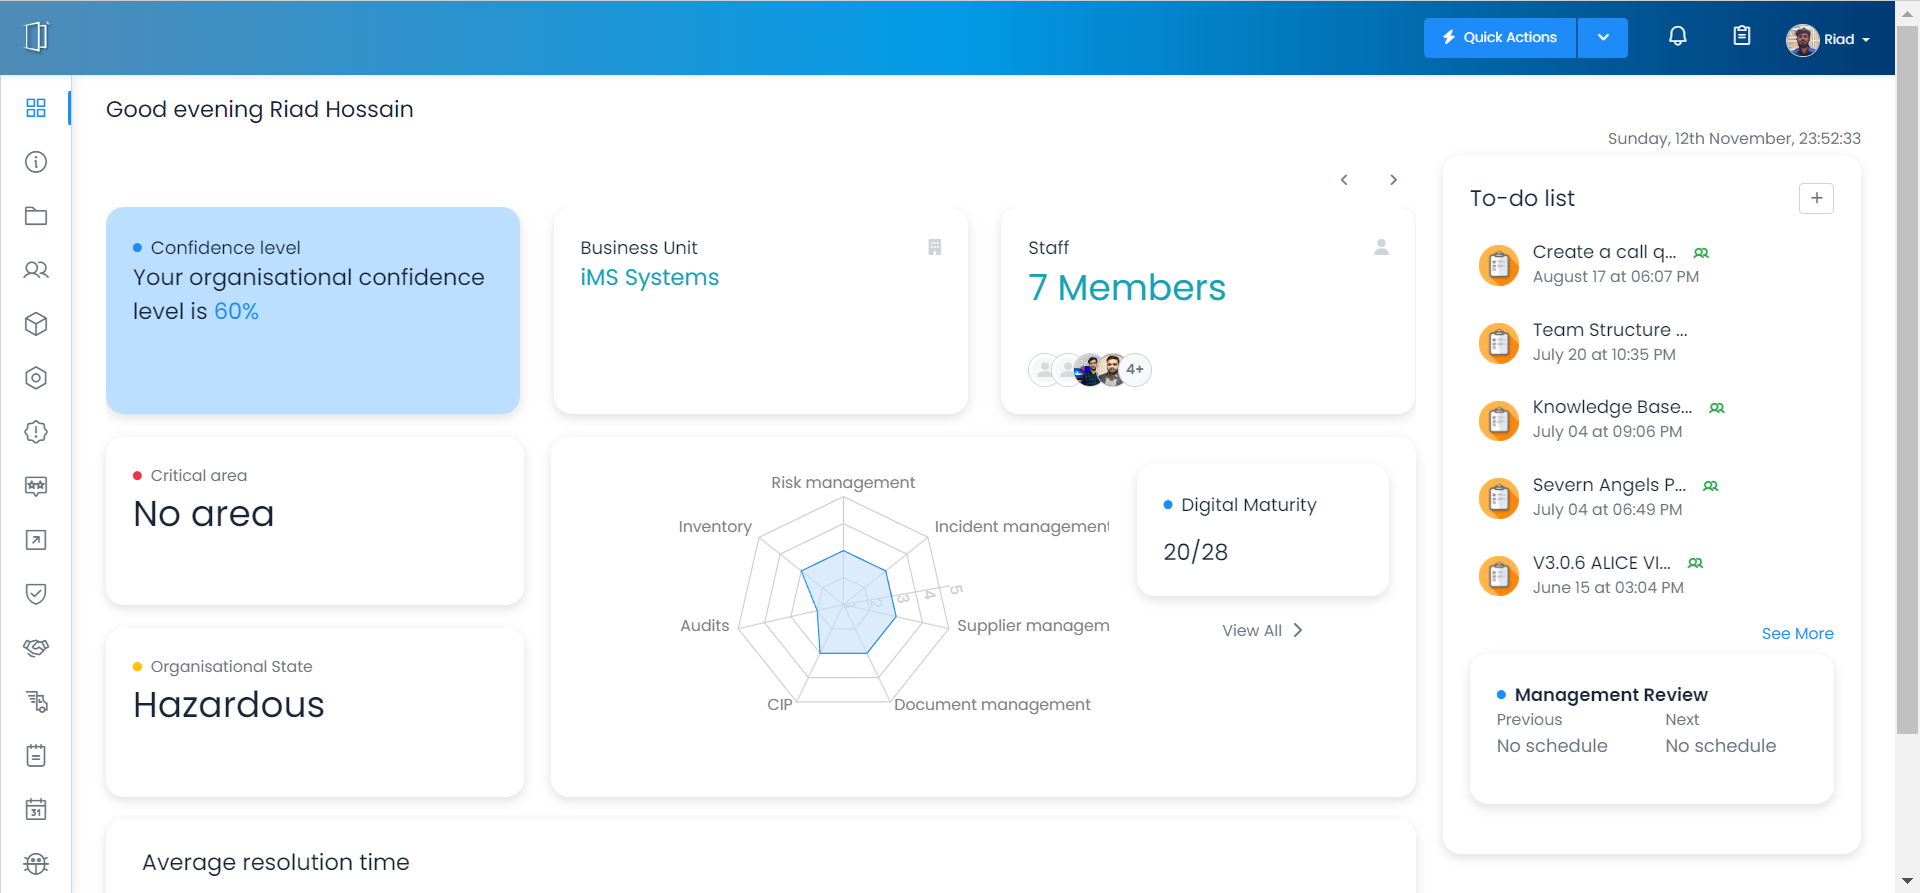 Quick Actions
Riad
Good evening Riad Hossain
Sunday, 12th November, 23:52:33
Confidence level
Your organisational confidence
level is 60%
Business Unit
iMS Systems
Staff
7 Members
4+
Critical area
No area
Organisational State
Hazardous
Risk management
Inventory
Incident management
Audits
Supplier managem
CIP
Document management
2
3
4
5
Digital Maturity
20/28
View All
To-do list
Create a call q...
August 17 at 06:07 PM
Team Structure ...
July 20 at 10:35 PM
Knowledge Base...
July 04 at 09:06 PM
Severn Angels P...
July 04 at 06:49 PM
V3.0.6 ALICE VI...
June 15 at 03:04 PM
See More
Management Review
Previous
Next
No schedule
No schedule
31
Average resolution time